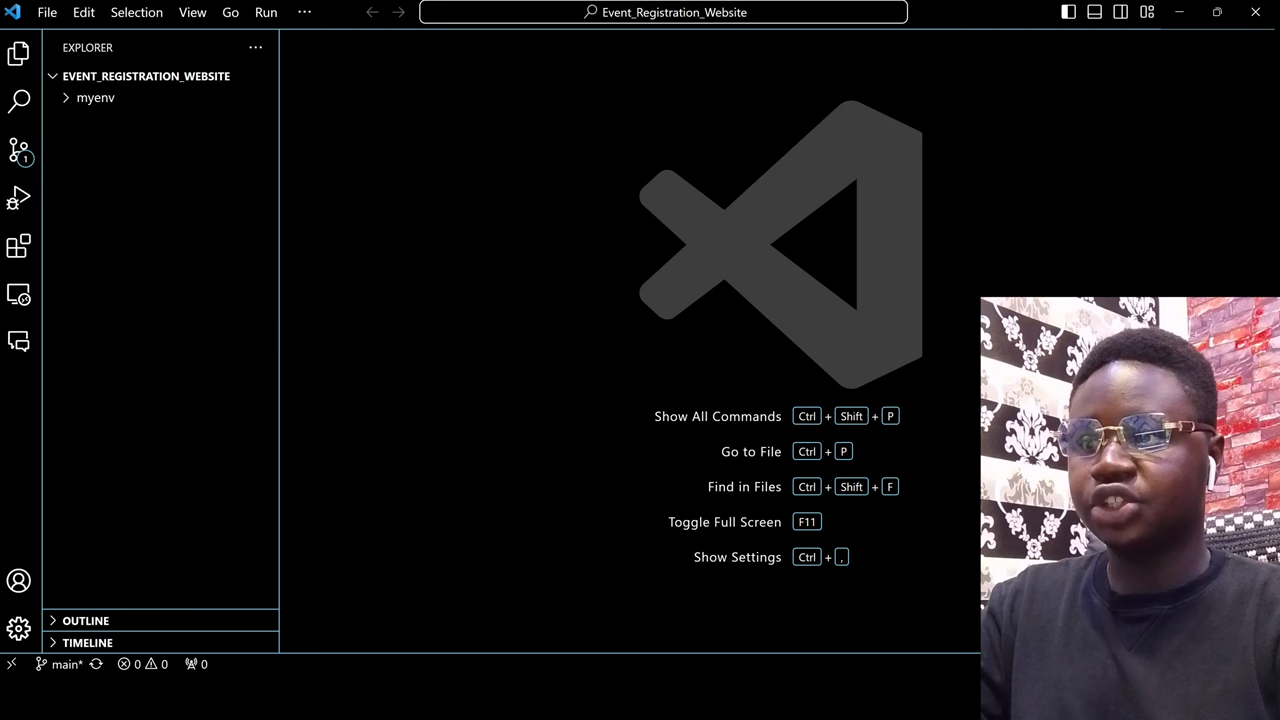 File Edit Selection View Go Run ··· Event_Registration_Website
EXPLORER ···
EVENT_REGISTRATION_WEBSITE
myenv
1
Show All Commands Ctrl + Shift + P
Go to File Ctrl + P
Find in Files Ctrl + Shift + F
Toggle Full Screen F11
Show Settings Ctrl + ,
OUTLINE
TIMELINE
main* 0 0 0